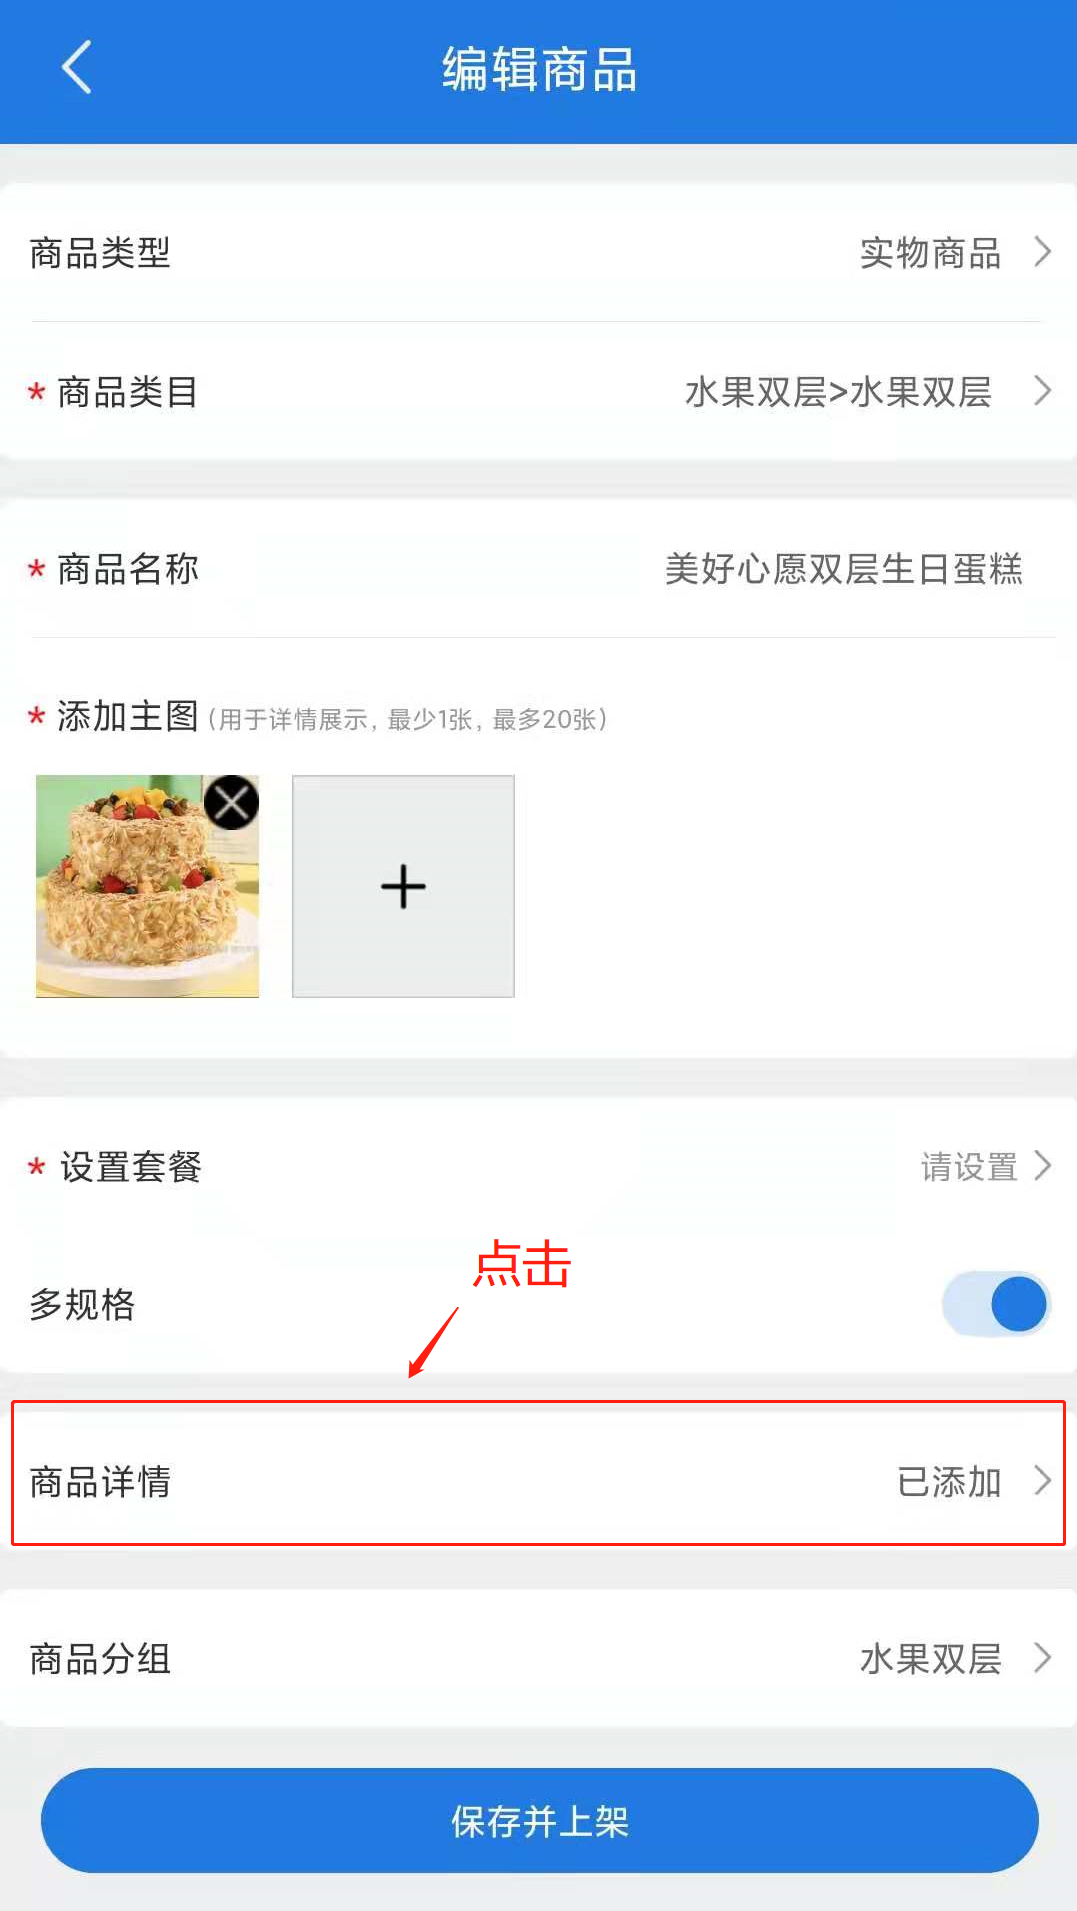 编辑商品
商品类型 实物商品
* 商品类目 水果双层>水果双层
* 商品名称 美好心愿双层生日蛋糕
* 添加主图 (用于详情展示, 最少1张, 最多20张)
* 设置套餐 请设置
点击
多规格
商品详情 已添加
商品分组 水果双层
保存并上架